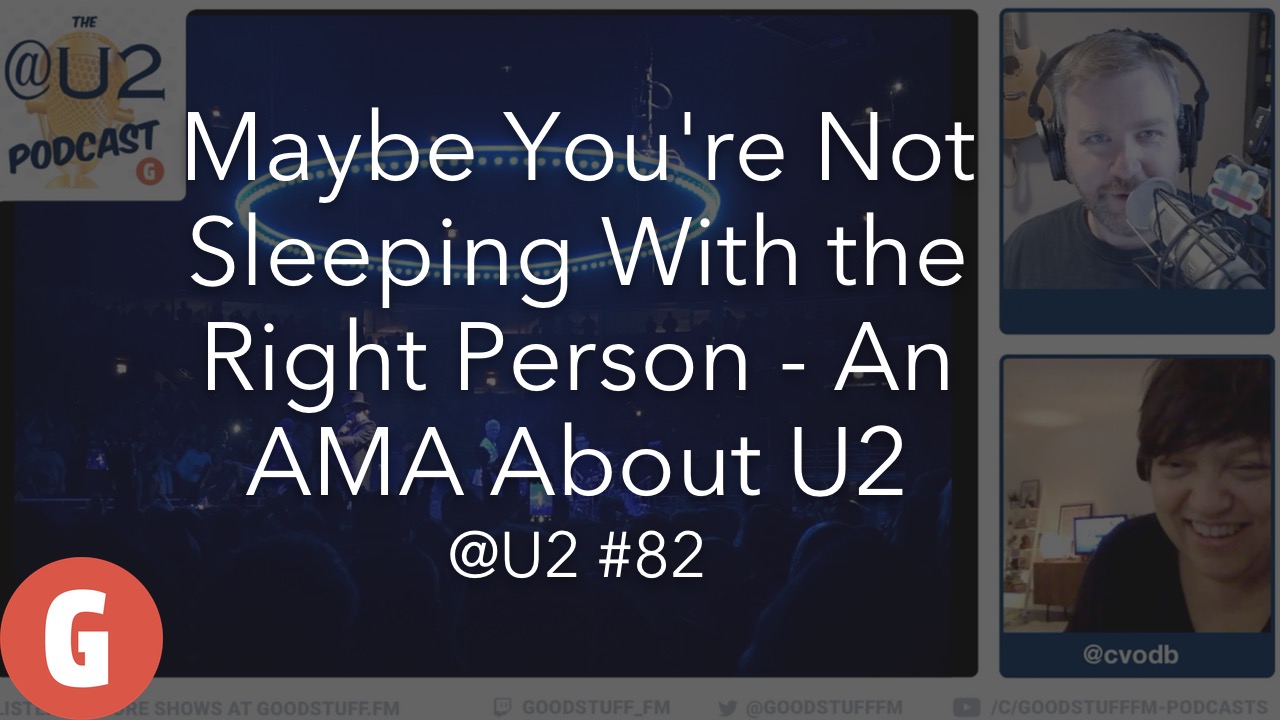 THE
@U2
PODCAST
G
Maybe You're Not
Sleeping With the
Right Person - An
AMA About U2
@U2 #82
@cvodb
G
SHOWS AT GOODSTUFF.FM
GOODSTUFF_FM
@GOODSTUFFFM
/C/GOODSTUFFFM-PODCASTS